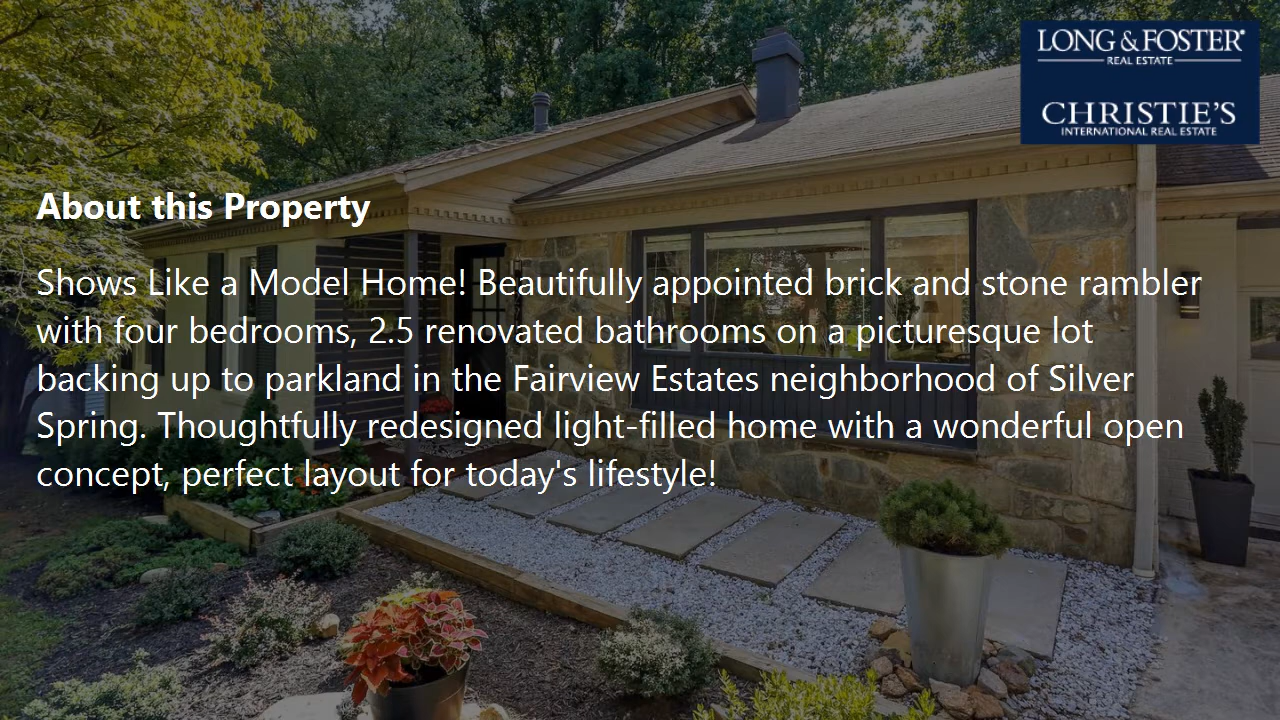 LONG & FOSTER®
REAL ESTATE
CHRISTIE'S
INTERNATIONAL REAL ESTATE
About this Property
Shows Like a Model Home! Beautifully appointed brick and stone rambler
with four bedrooms, 2.5 renovated bathrooms on a picturesque lot
backing up to parkland in the Fairview Estates neighborhood of Silver
Spring. Thoughtfully redesigned light-filled home with a wonderful open
concept, perfect layout for today's lifestyle!